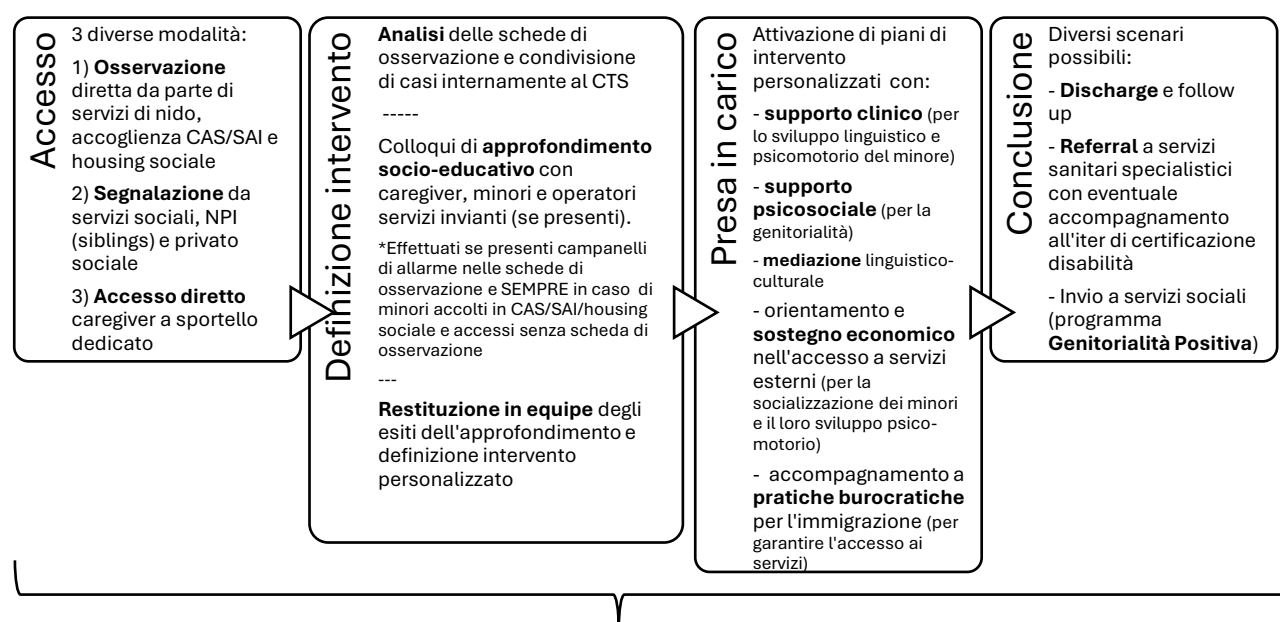 Accesso
3 diverse modalità:
1) Osservazione
diretta da parte di
servizi di nido,
accoglienza CAS/SAI e
housing sociale
2) Segnalazione da
servizi sociali, NPI
(siblings) e privato
sociale
3) Accesso diretto
caregiver a sportello
dedicato
Definizione intervento
Analisi delle schede di
osservazione e condivisione
di casi internamente al CTS
-----
Colloqui di approfondimento
socio-educativo con
caregiver, minori e operatori
servizi invianti (se presenti).
*Effettuati se presenti campanelli
di allarme nelle schede di
osservazione e SEMPRE in caso di
minori accolti in CAS/SAI/housing
sociale e accessi senza scheda di
osservazione
---
Restituzione in equipe degli
esiti dell'approfondimento e
definizione intervento
personalizzato
Presa in carico
Attivazione di piani di
intervento
personalizzati con:
- supporto clinico (per
lo sviluppo linguistico e
psicomotorio del minore)
- supporto
psicosociale (per la
genitorialità)
- mediazione linguistico-
culturale
- orientamento e
sostegno economico
nell'accesso a servizi
esterni (per la
socializzazione dei minori
e il loro sviluppo psico-
motorio)
- accompagnamento a
pratiche burocratiche
per l'immigrazione (per
garantire l'accesso ai
servizi)
Conclusione
Diversi scenari
possibili:
- Discharge e follow
up
- Referral a servizi
sanitari specialistici
con eventuale
accompagnamento
all'iter di certificazione
disabilità
- Invio a servizi sociali
(programma
Genitorialità Positiva)